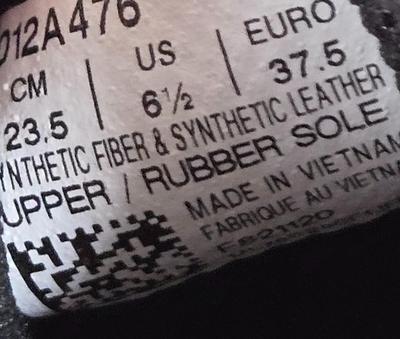 012A476
CM US EURO
23.5 6½ 37.5
YNTHETIC FIBER & SYNTHETIC LEATHER
UPPER / RUBBER SOLE
MADE IN VIETNAM
FABRIQUE AU VIETNA